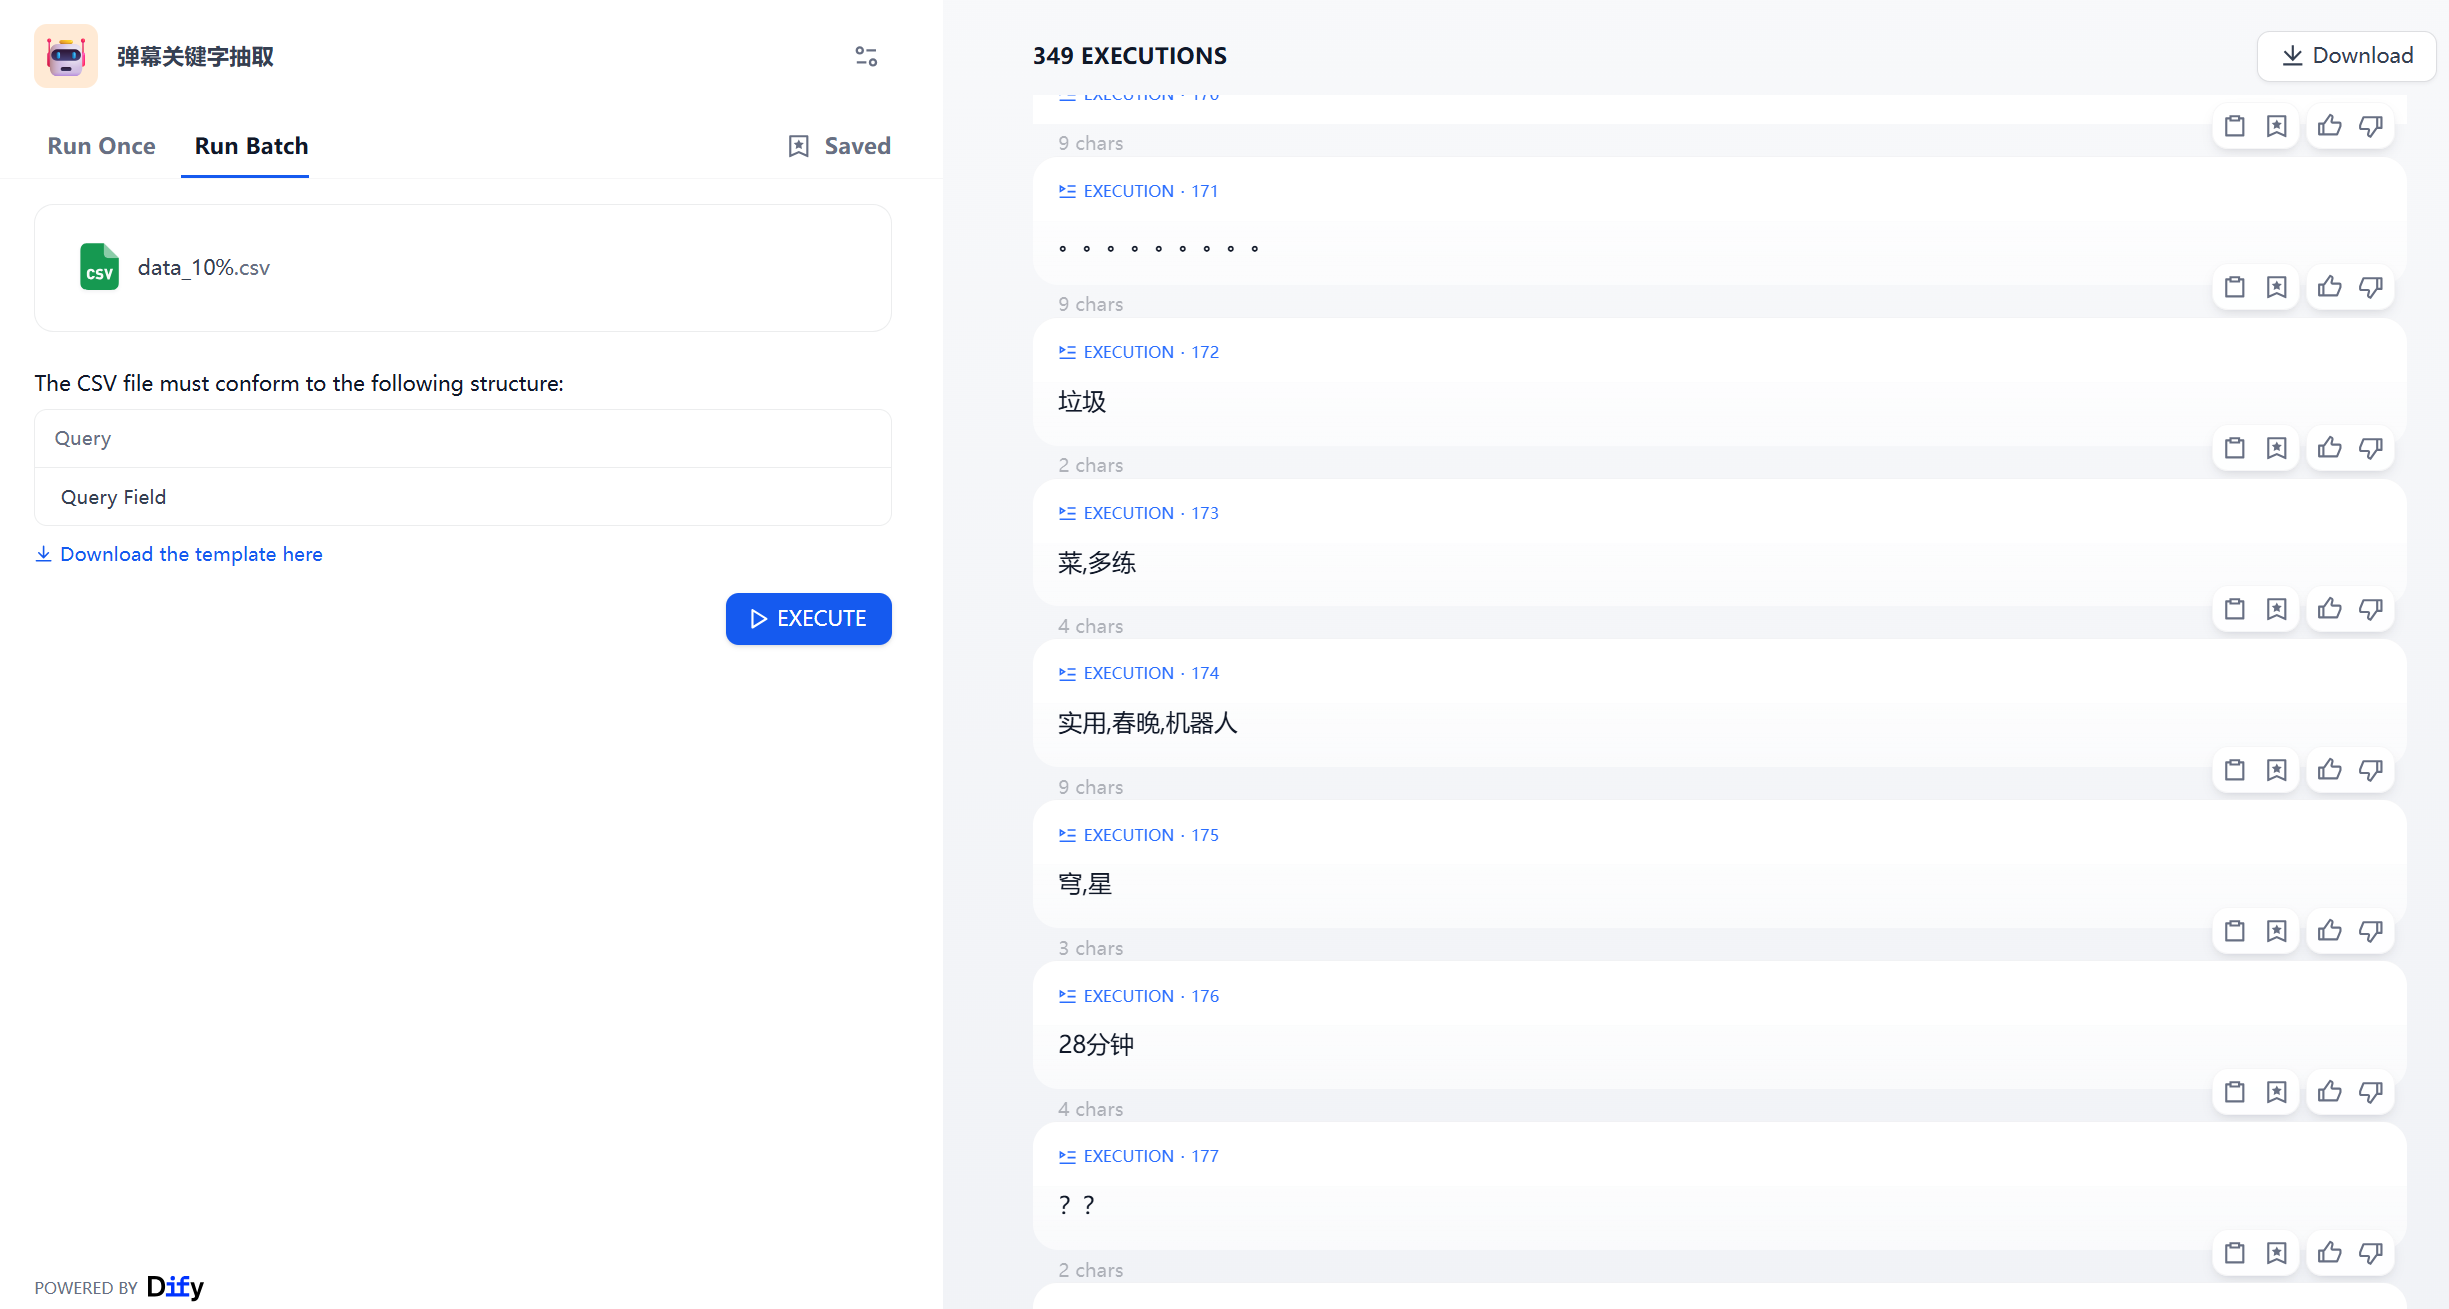 弹幕关键字抽取
Run Once
Run Batch
Saved
CSV
data_10%.csv
The CSV file must conform to the following structure:
Query
Query Field
Download the template here
EXECUTE
POWERED BY Dify
349 EXECUTIONS
Download
EXECUTION · 170
9 chars
EXECUTION · 171
。。。。。。。。。
9 chars
EXECUTION · 172
垃圾
2 chars
EXECUTION · 173
菜,多练
4 chars
EXECUTION · 174
实用,春晚,机器人
9 chars
EXECUTION · 175
穹,星
3 chars
EXECUTION · 176
28分钟
4 chars
EXECUTION · 177
？？
2 chars